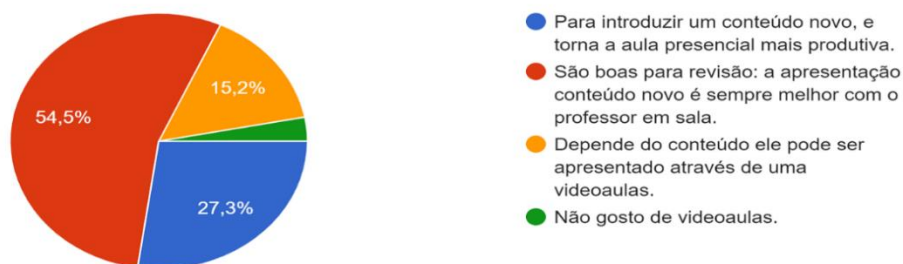 54,5%
15,2%
27,3%
Para introduzir um conteúdo novo, e
torna a aula presencial mais produtiva.
São boas para revisão: a apresentação
conteúdo novo é sempre melhor com o
professor em sala.
Depende do conteúdo ele pode ser
apresentado através de uma
videoaulas.
Não gosto de videoaulas.